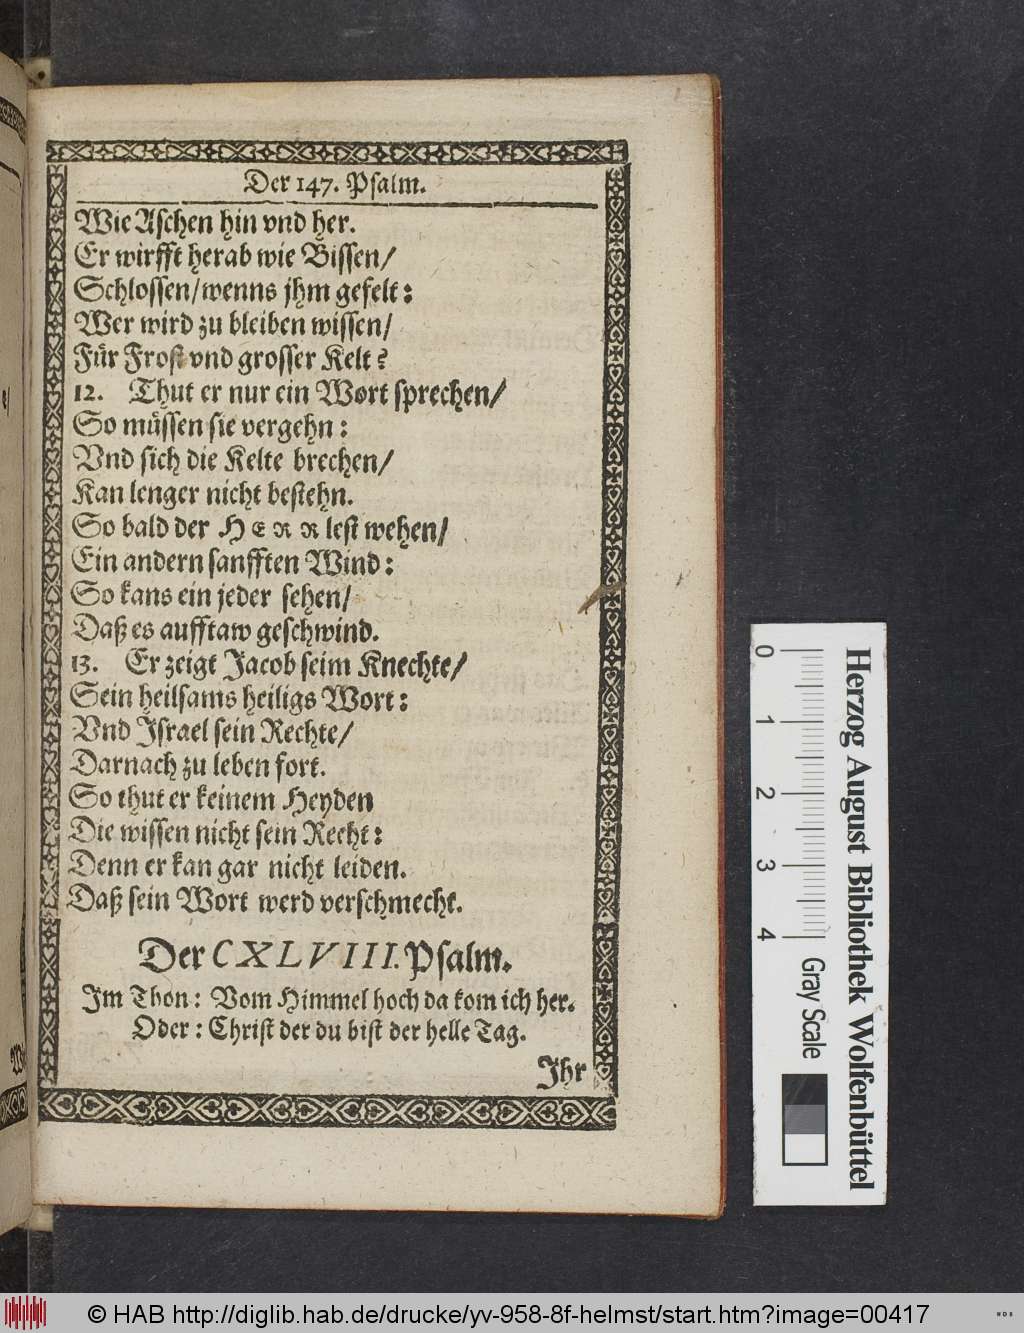 Der 147. Psalm.
Wie Aschen hin vnd her.
Er wirfft herab wie Bissen/
Schlossen/wenns jhm gefelt:
Wer wird zu bleiben wissen/
Für Frost vnd grosser Kelt?
12. Thut er nur ein Wort sprechen/
So müssen sie vergehn:
Vnd sich die Kelte brechen/
Kan lenger nicht bestehn.
So bald der HERR lest wehen/
Ein andern sanfften Wind:
So kans ein jeder sehen/
Daß es aufftaw geschwind.
13. Er zeigt Jacob seim Knechte/
Sein heilsams heiligs Wort:
Vnd Israel sein Rechte/
Darnach zu leben fort.
So thut er keinem Heyden
Die wissen nicht sein Recht:
Denn er kan gar nicht leiden.
Daß sein Wort werd verschmecht.
Der CXLVIII. Psalm.
Im Thon: Vom Himmel hoch da kom ich her.
Oder: Christ der du bist der helle Tag.
Ihr
0 1 2 3 4
Gray Scale
Herzog August Bibliothek Wolfenbüttel
© HAB http://diglib.hab.de/drucke/yv-958-8f-helmst/start.htm?image=00417